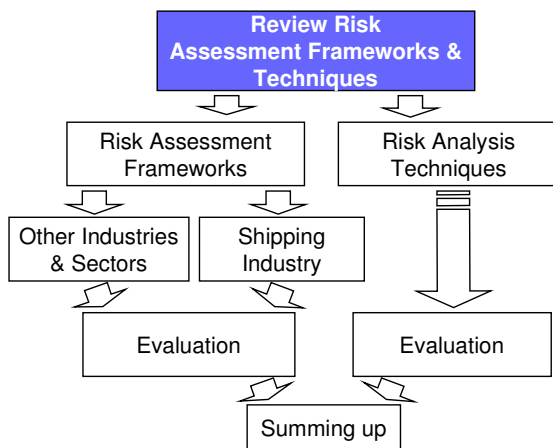 Review Risk
Assessment Frameworks &
Techniques
Risk Assessment
Frameworks
Risk Analysis
Techniques
Other Industries
& Sectors
Shipping
Industry
Evaluation
Evaluation
Summing up